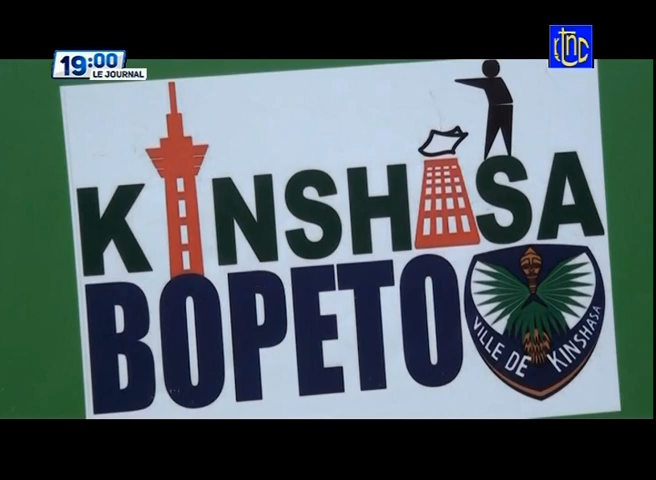 19:00
LE JOURNAL
rtnc
KINSHASA
BOPETO
VILLE DE KINSHASA